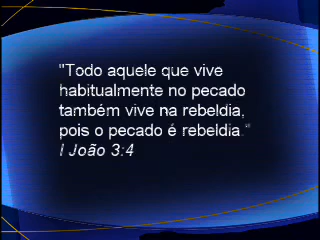 "Todo aquele que vive
habitualmente no pecado
também vive na rebeldia,
pois o pecado é rebeldia."
I João 3:4